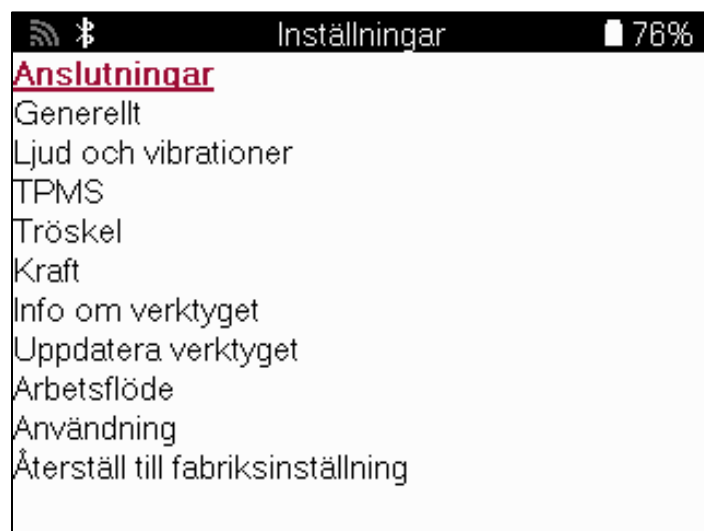 Inställningar 76%
Anslutningar
Generellt
Ljud och vibrationer
TPMS
Tröskel
Kraft
Info om verktyget
Uppdatera verktyget
Arbetsflöde
Användning
Återställ till fabriksinställning